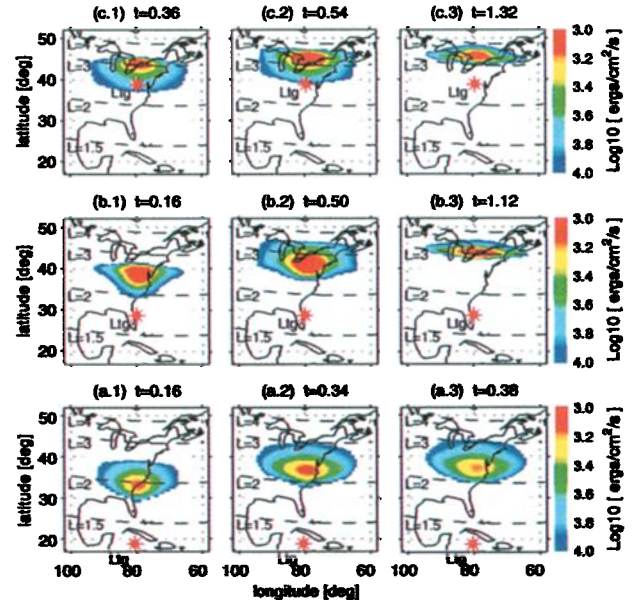 (c.1) t=0.36
(c.2) t=0.54
(c.3) t=1.32
latitude [deg]
50
40
30
20
L=4
L=3
L=2
L=1.5
Ltg
L=3
L=2
L=1.5
Ltg
L=3
L=2
L=1.5
Ltg
3.0
3.2
3.4
3.6
3.8
4.0
Log10 [ ergs/cm²/s ]
(b.1) t=0.16
(b.2) t=0.50
(b.3) t=1.12
latitude [deg]
50
40
30
20
L=3
L=2
L=1.5
Ltg
L=3
L=2
L=1.5
Ltg
L=3
L=2
L=1.5
Ltg
3.0
3.2
3.4
3.6
3.8
4.0
Log10 [ ergs/cm²/s ]
(a.1) t=0.16
(a.2) t=0.34
(a.3) t=0.38
latitude [deg]
50
40
30
20
L=3
L=2
L=1.5
Ltg
L=3
L=2
L=1.5
Ltg
L=3
L=2
L=1.5
Ltg
3.0
3.2
3.4
3.6
3.8
4.0
Log10 [ ergs/cm²/s ]
100 80 60
100 80 60
100 80 60
longitude [deg]